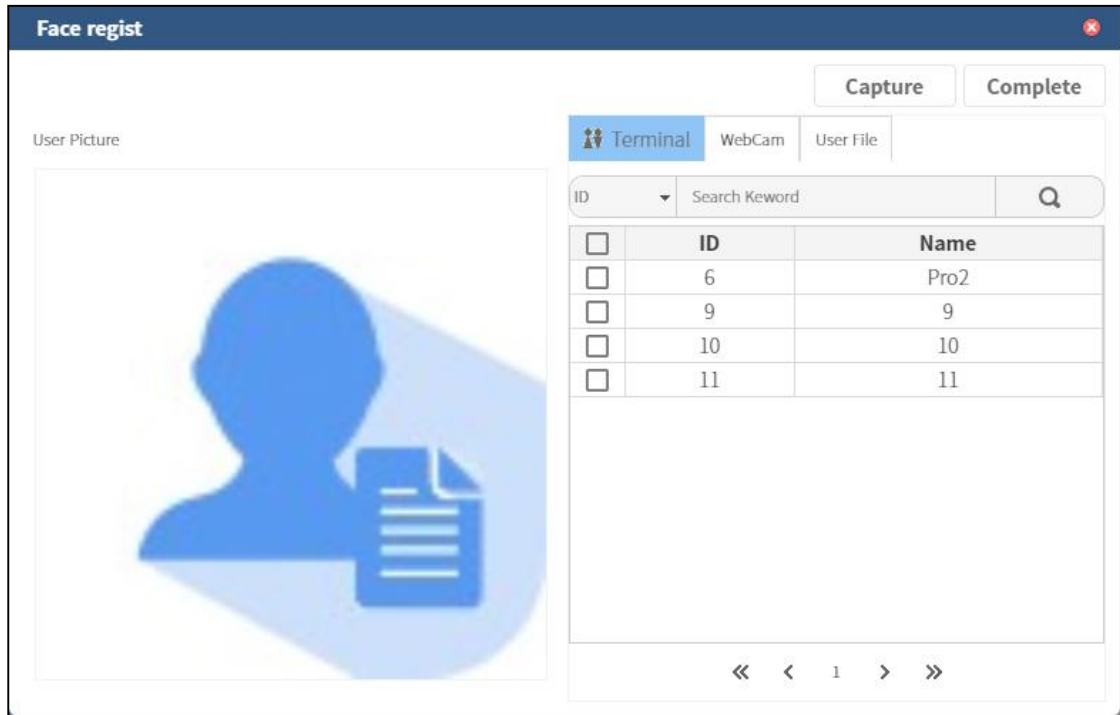 Face regist
Capture Complete
User Picture
Terminal WebCam User File
ID Search Keword
ID Name
6 Pro2
9 9
10 10
11 11
1